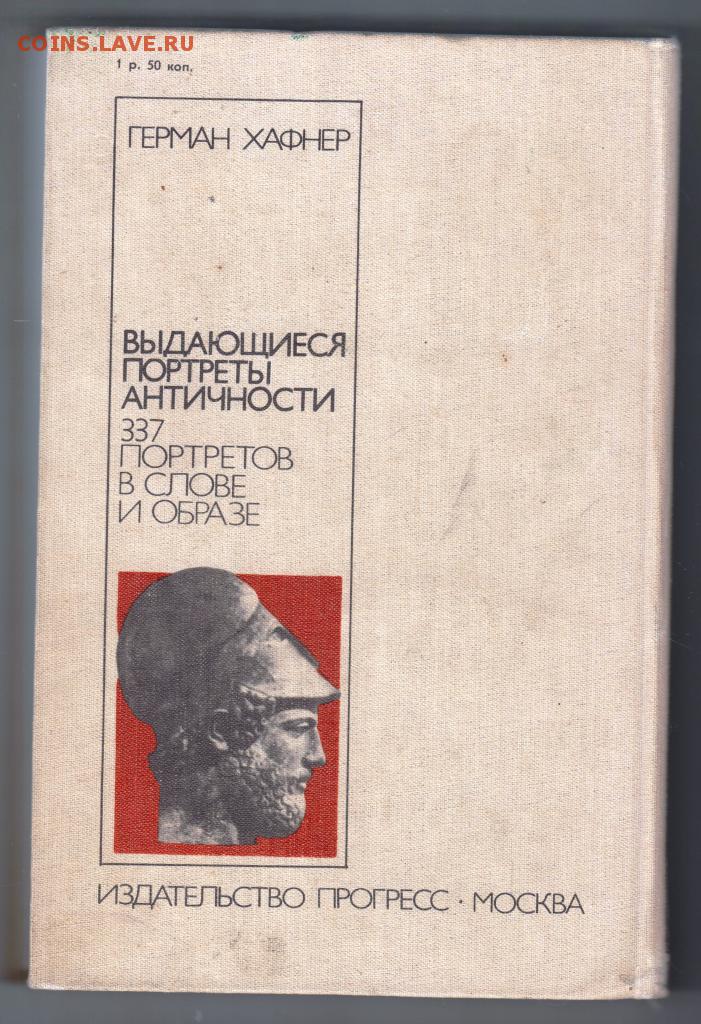 COINS.LAVE.RU
1 р. 50 коп.
ГЕРМАН ХАФНЕР
ВЫДАЮЩИЕСЯ
ПОРТРЕТЫ
АНТИЧНОСТИ
337
ПОРТРЕТОВ
В СЛОВЕ
И ОБРАЗЕ
ИЗДАТЕЛЬСТВО ПРОГРЕСС · МОСКВА